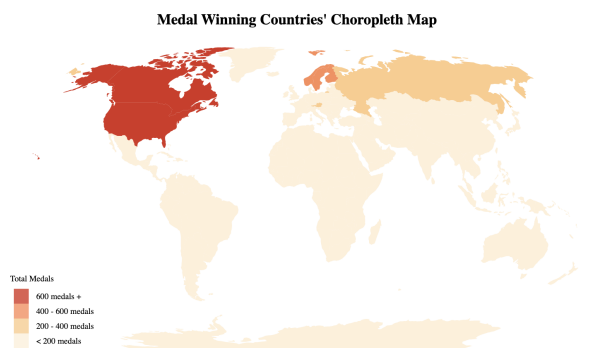 Medal Winning Countries' Choropleth Map
Total Medals
600 medals +
400 - 600 medals
200 - 400 medals
< 200 medals